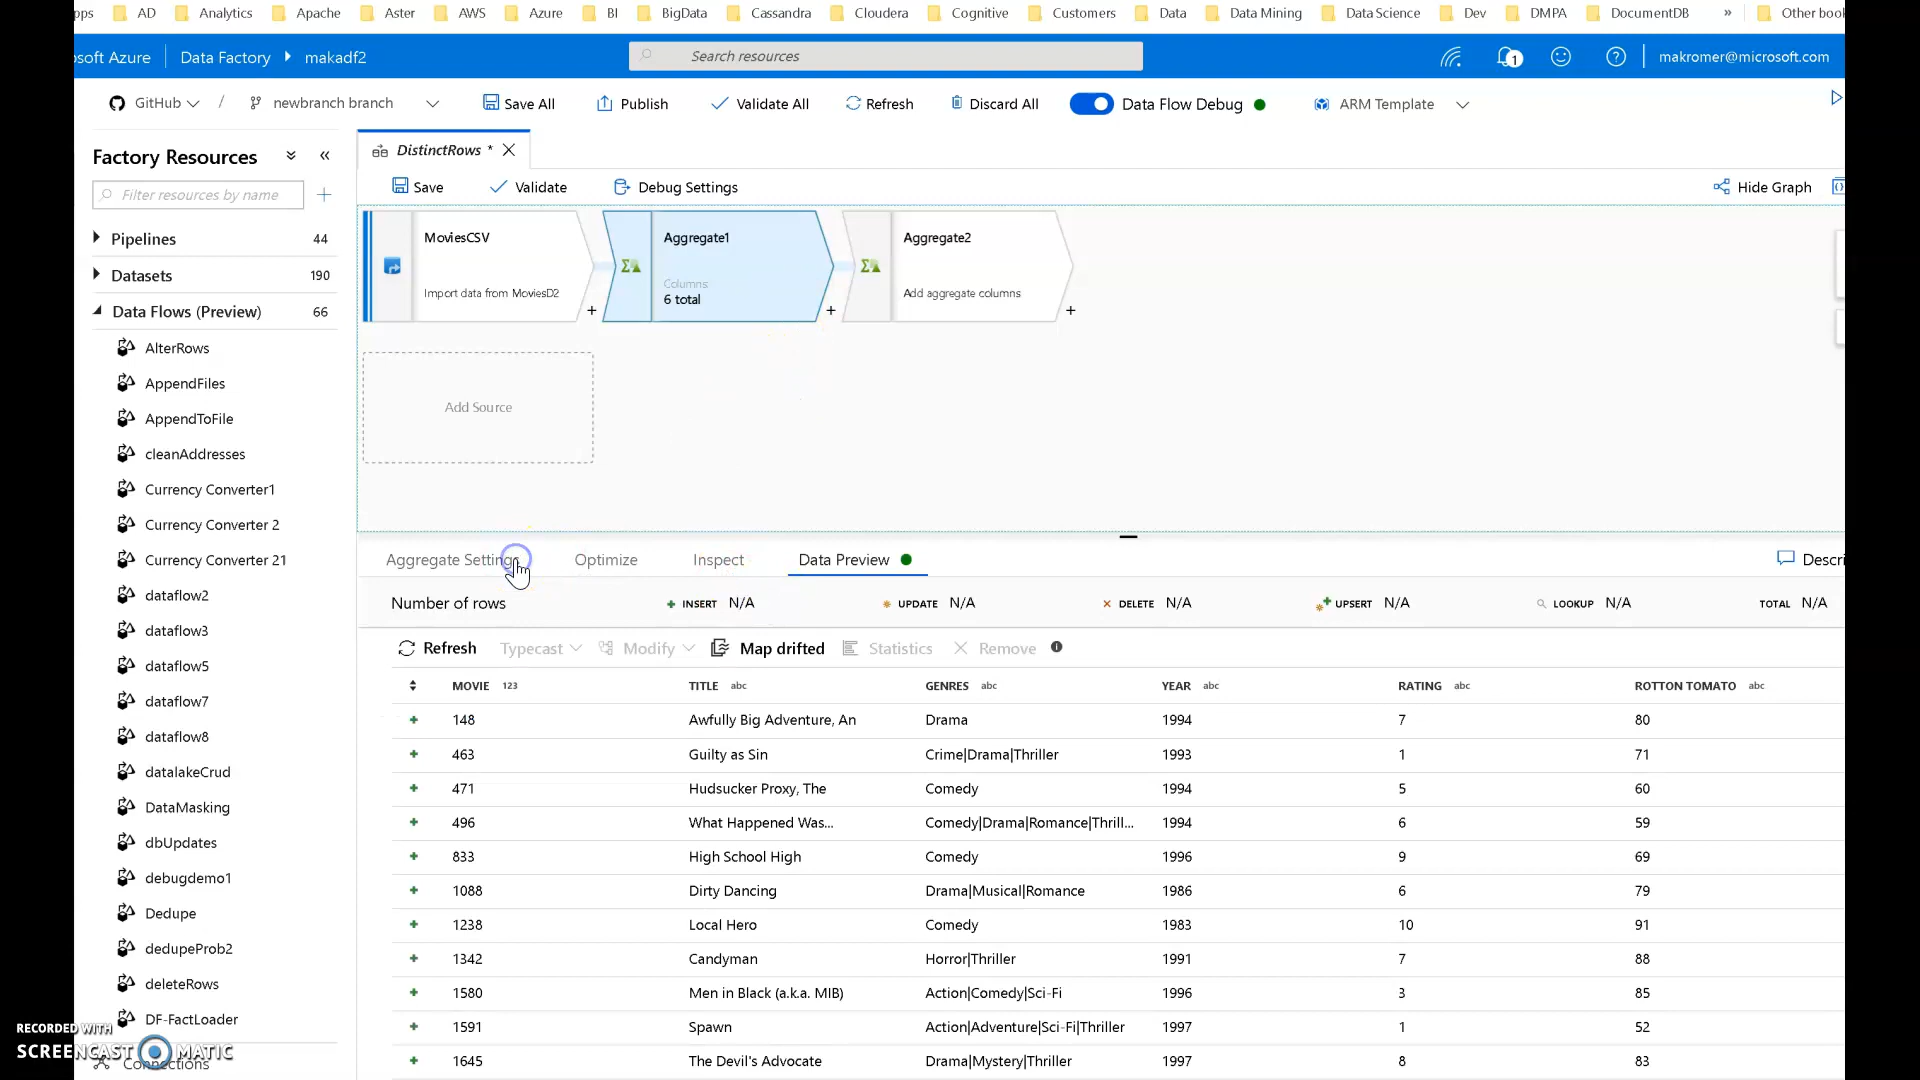 pps AD Analytics Apache Aster AWS Azure BI BigData Cassandra Cloudera Cognitive Customers Data Data Mining Data Science Dev DMPA DocumentDB » Other book
osoft Azure Data Factory makadf2 Search resources 1 makromer@microsoft.com
GitHub / newbranch branch Save All Publish Validate All Refresh Discard All Data Flow Debug ARM Template
Factory Resources
Filter resources by name
Pipelines 44
Datasets 190
Data Flows (Preview) 66
AlterRows
AppendFiles
AppendToFile
cleanAddresses
Currency Converter1
Currency Converter 2
Currency Converter 21
dataflow2
dataflow3
dataflow5
dataflow7
dataflow8
datalakeCrud
DataMasking
dbUpdates
debugdemo1
Dedupe
dedupeProb2
deleteRows
DF-FactLoader
Connections
DistinctRows *
Save Validate Debug Settings Hide Graph
MoviesCSV
Import data from MoviesD2
Aggregate1
Columns:
6 total
Aggregate2
Add aggregate columns
Add Source
Aggregate Settings Optimize Inspect Data Preview Descri
Number of rows INSERT N/A UPDATE N/A DELETE N/A UPSERT N/A LOOKUP N/A TOTAL N/A
Refresh Typecast Modify Map drifted Statistics Remove
MOVIE 123 TITLE abc GENRES abc YEAR abc RATING abc ROTTON TOMATO abc
148 Awfully Big Adventure, An Drama 1994 7 80
463 Guilty as Sin Crime|Drama|Thriller 1993 1 71
471 Hudsucker Proxy, The Comedy 1994 5 60
496 What Happened Was... Comedy|Drama|Romance|Thrill... 1994 6 59
833 High School High Comedy 1996 9 69
1088 Dirty Dancing Drama|Musical|Romance 1986 6 79
1238 Local Hero Comedy 1983 10 91
1342 Candyman Horror|Thriller 1991 7 88
1580 Men in Black (a.k.a. MIB) Action|Comedy|Sci-Fi 1996 3 85
1591 Spawn Action|Adventure|Sci-Fi|Thriller 1997 1 52
1645 The Devil's Advocate Drama|Mystery|Thriller 1997 8 83
RECORDED WITH
SCREENCAST MATIC